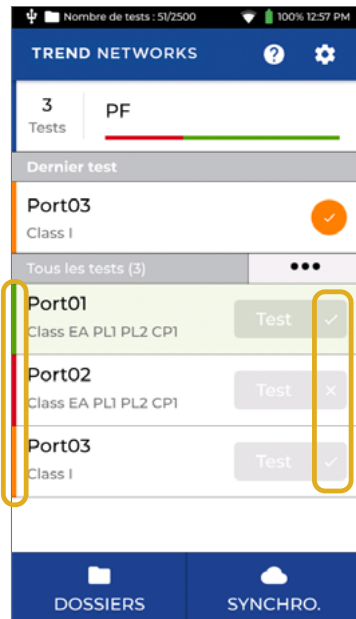 Nombre de tests : 51/2500 100% 12:57 PM
TREND NETWORKS ?
3 PF
Tests
Dernier test
Port03
Class I
Tous les tests (3) •••
Port01
Class EA PL1 PL2 CP1 Test
Port02
Class EA PL1 PL2 CP1 Test
Port03
Class I Test
DOSSIERS SYNCHRO.